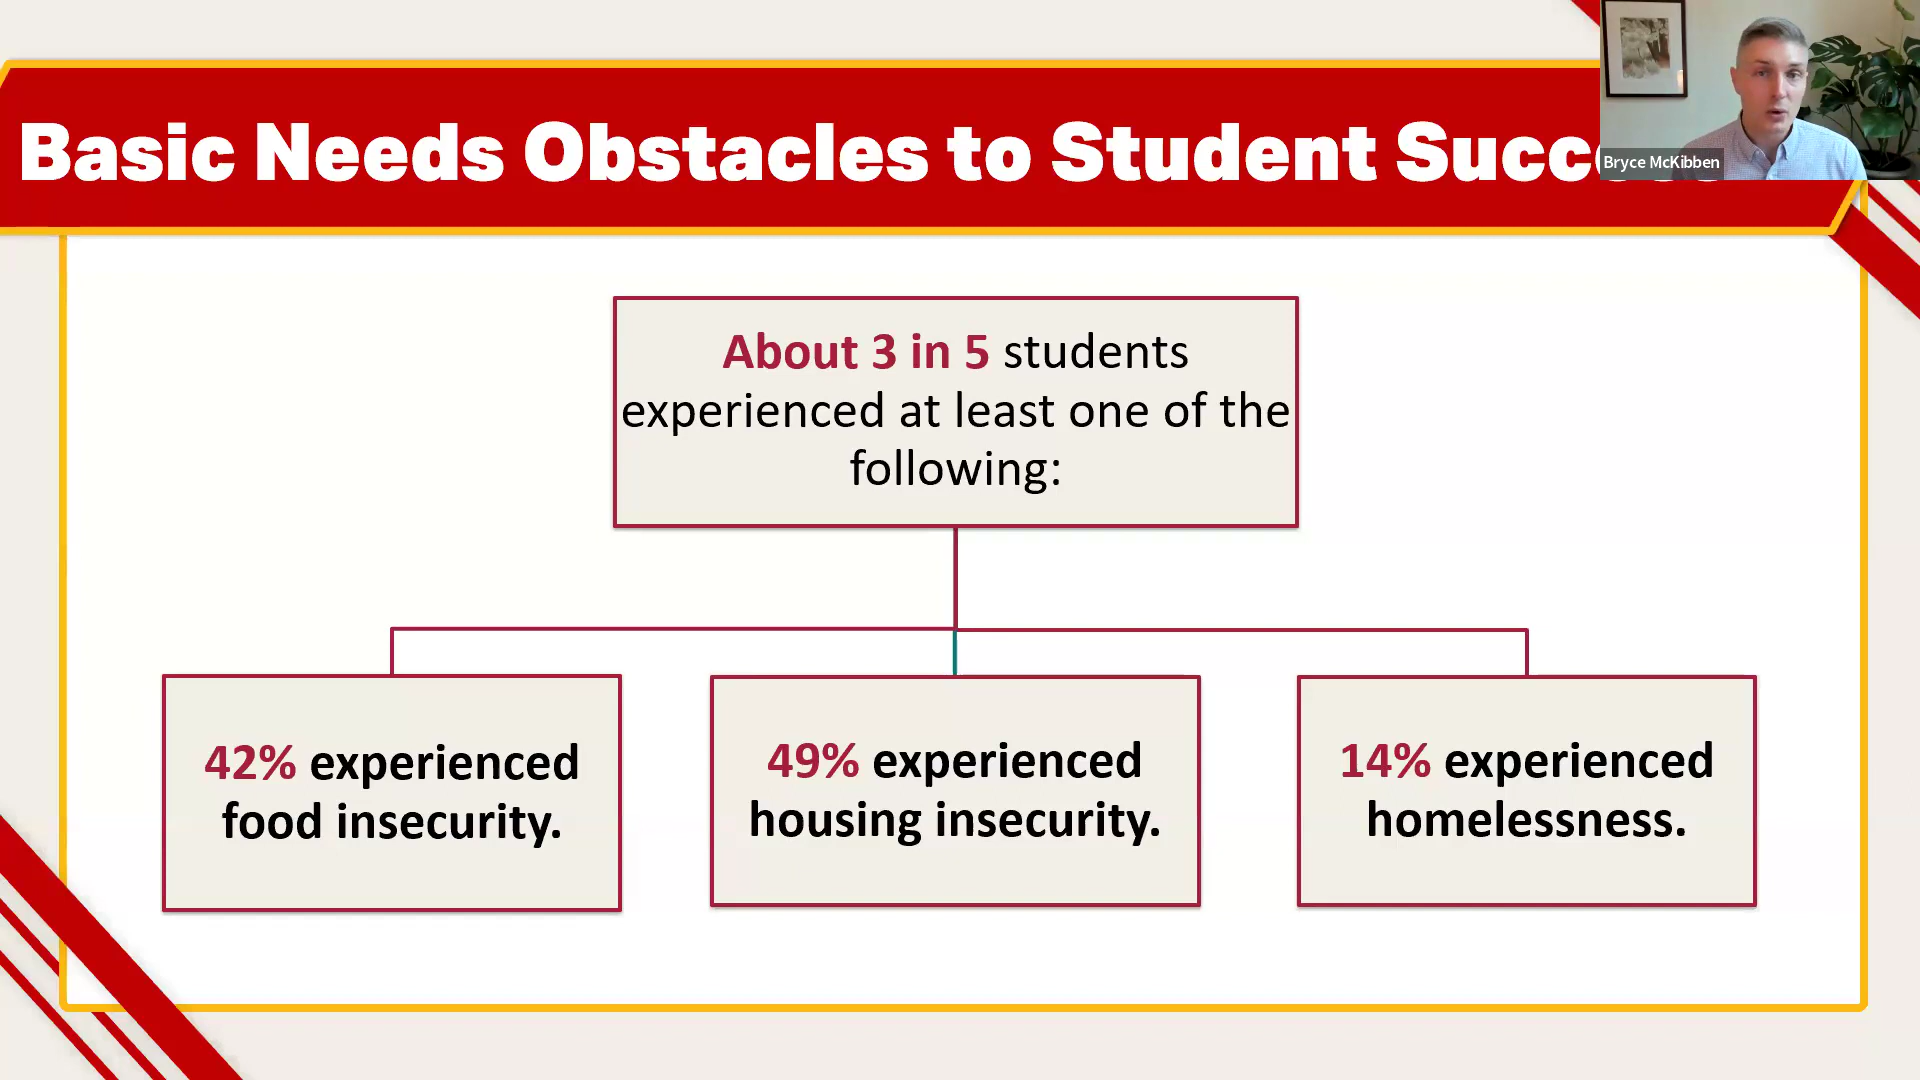 Basic Needs Obstacles to Student Succ
Bryce McKibben
About 3 in 5 students
experienced at least one of the
following:
42% experienced
food insecurity.
49% experienced
housing insecurity.
14% experienced
homelessness.